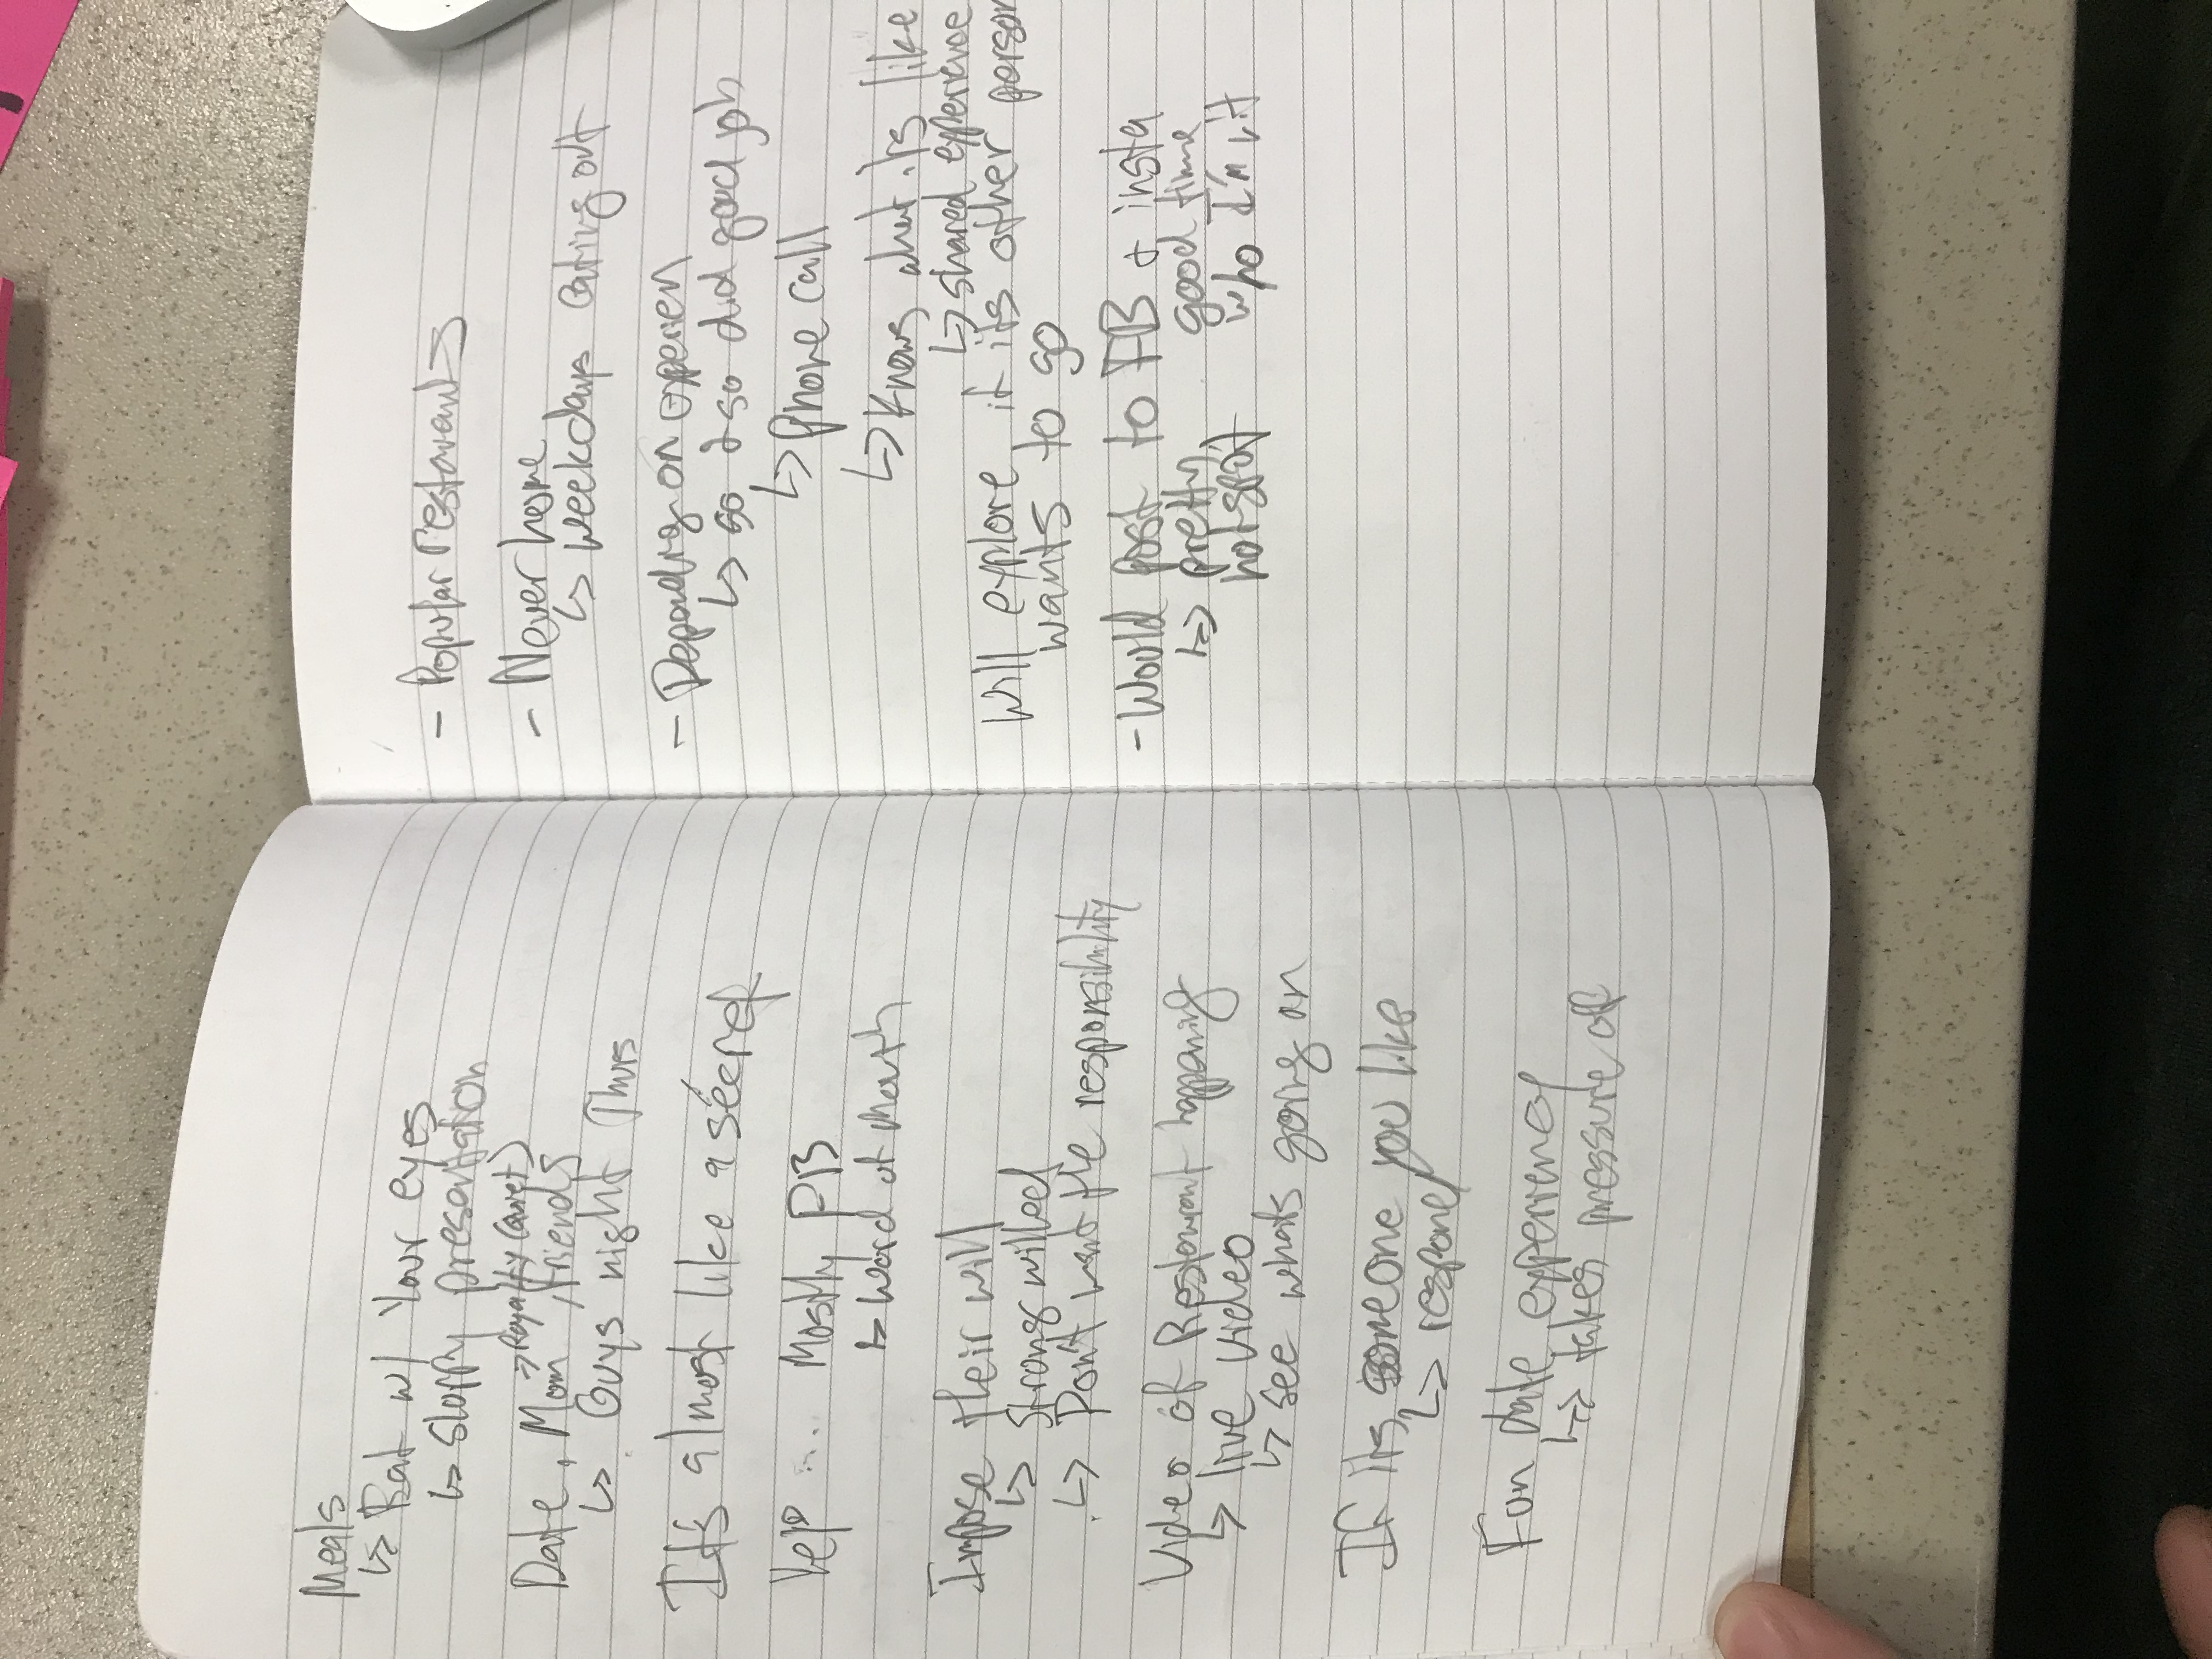 Meals
↳ Eat w/ Your eyes
↳ Sloppy presentation
→ Royalty (Quiet)
Date, Mom, friends
↳ Guys night Thurs
It's almost like a secret
Yelp ... Mostly FB
↳ Word of Mouth
Impose their will
↳ Strong willed
↳ Don't want the responsibility
Video of Restaurant happening
↳ live video
↳ see whats going on
If its someone you like
↳ respond
Fun date experience
↳ takes pressure off
- Popular restaurants
- Never home
↳ weekdays eating out
- Depending on experien
↳ so & so did good job
↳ Phone call
↳ Knows what its like
↳ shared experience
Will explore if its other person
wants to go
- Would post to FB & insta
↳ pretty, good time
hotspot who I'm